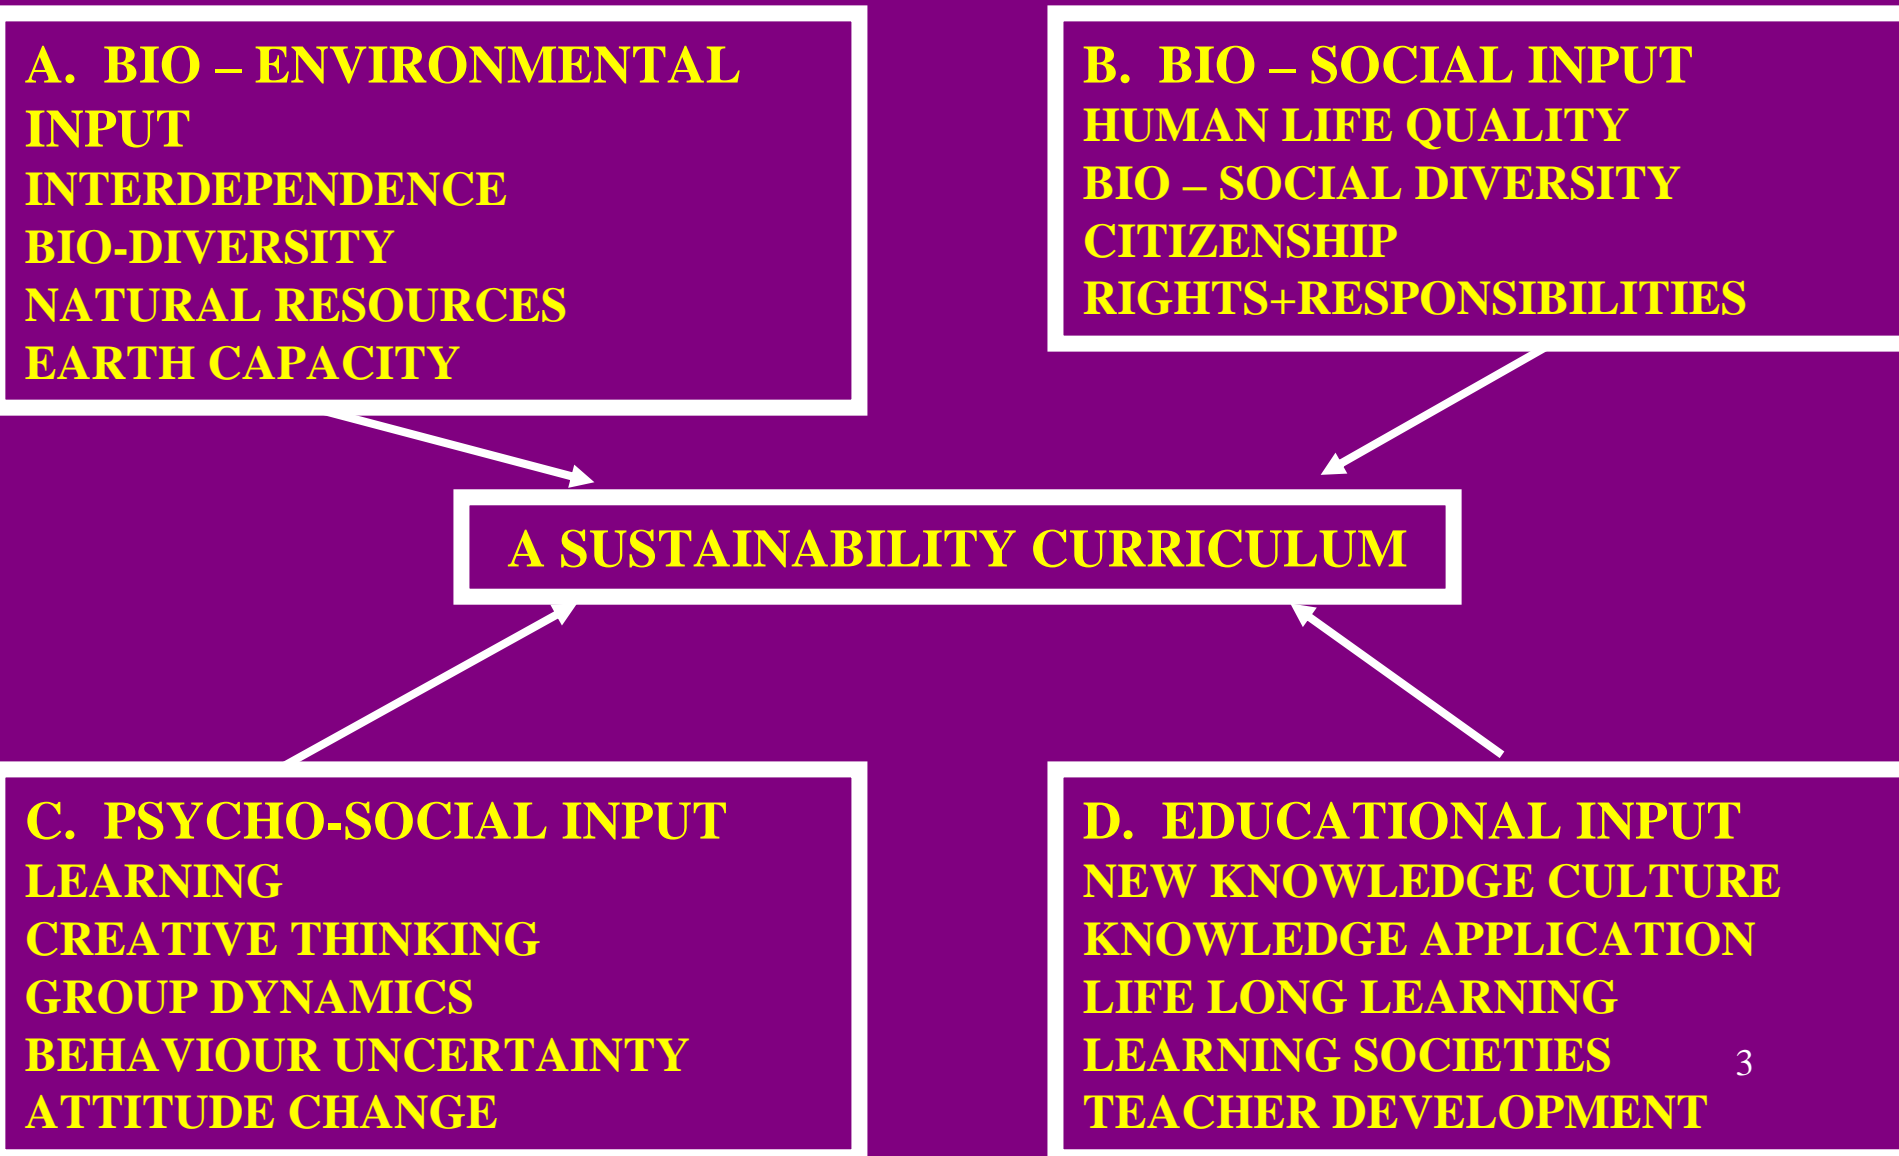 A. BIO – ENVIRONMENTAL
INPUT
INTERDEPENDENCE
BIO-DIVERSITY
NATURAL RESOURCES
EARTH CAPACITY
B. BIO – SOCIAL INPUT
HUMAN LIFE QUALITY
BIO – SOCIAL DIVERSITY
CITIZENSHIP
RIGHTS+RESPONSIBILITIES
A SUSTAINABILITY CURRICULUM
C. PSYCHO-SOCIAL INPUT
LEARNING
CREATIVE THINKING
GROUP DYNAMICS
BEHAVIOUR UNCERTAINTY
ATTITUDE CHANGE
D. EDUCATIONAL INPUT
NEW KNOWLEDGE CULTURE
KNOWLEDGE APPLICATION
LIFE LONG LEARNING
LEARNING SOCIETIES
TEACHER DEVELOPMENT
3